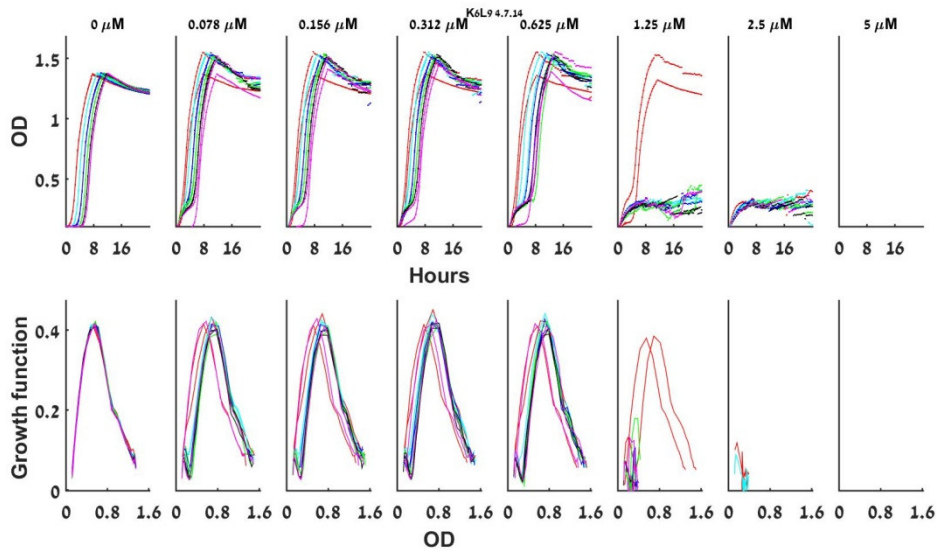 K6L9 4.7.14
0 μM 0.078 μM 0.156 μM 0.312 μM 0.625 μM 1.25 μM 2.5 μM 5 μM
1.5
1
0.5
OD
0 8 16 0 8 16 0 8 16 0 8 16 0 8 16 0 8 16 0 8 16 0 8 16
Hours
0.4
0.2
0
Growth function
0 0.8 1.6 0 0.8 1.6 0 0.8 1.6 0 0.8 1.6 0 0.8 1.6 0 0.8 1.6 0 0.8 1.6 0 0.8 1.6
OD